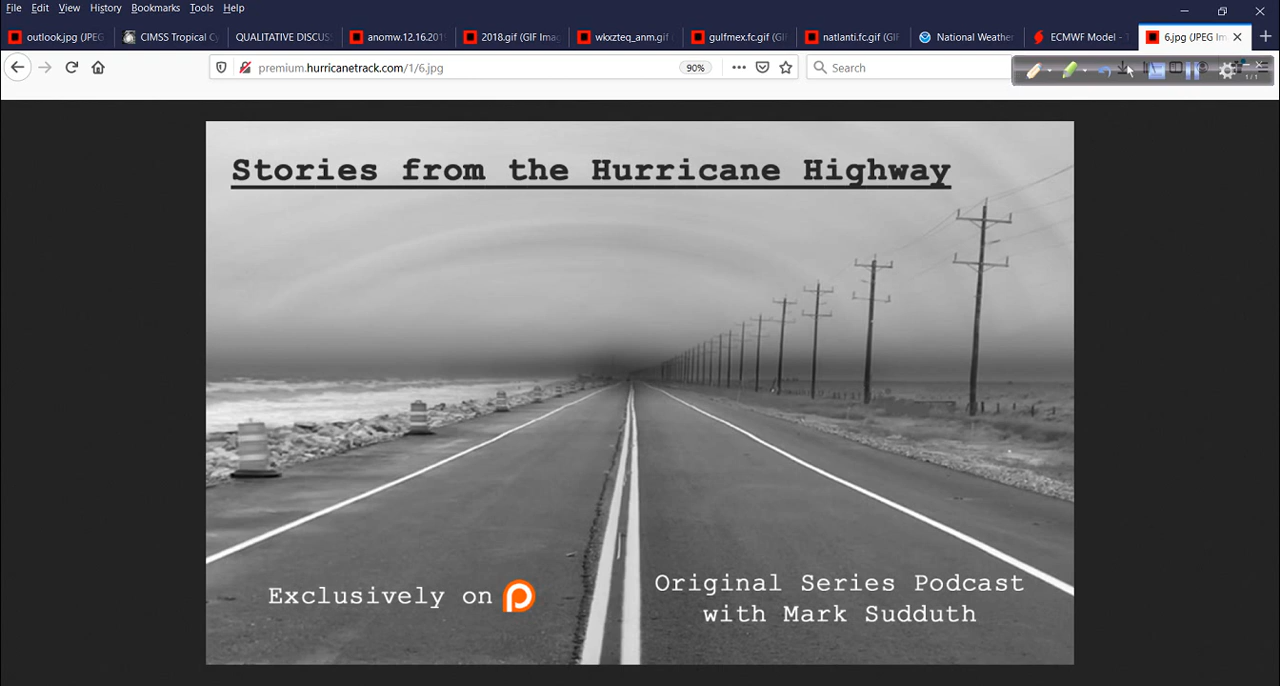 File Edit View History Bookmarks Tools Help
outlook.jpg (JPEG
CIMSS Tropical Cy
QUALITATIVE DISCUS
anomw.12.16.2019
2018.gif (GIF Imag
gulfmex.fc.gif (GI
natlanti.fc.gif (GIF
National Weather
ECMWF Model - T
6.jpg (JPEG Im
premium.hurricanetrack.com/1/6.jpg
90%
Search
1/1
Stories from the Hurricane Highway
Exclusively on
Original Series Podcast
with Mark Sudduth